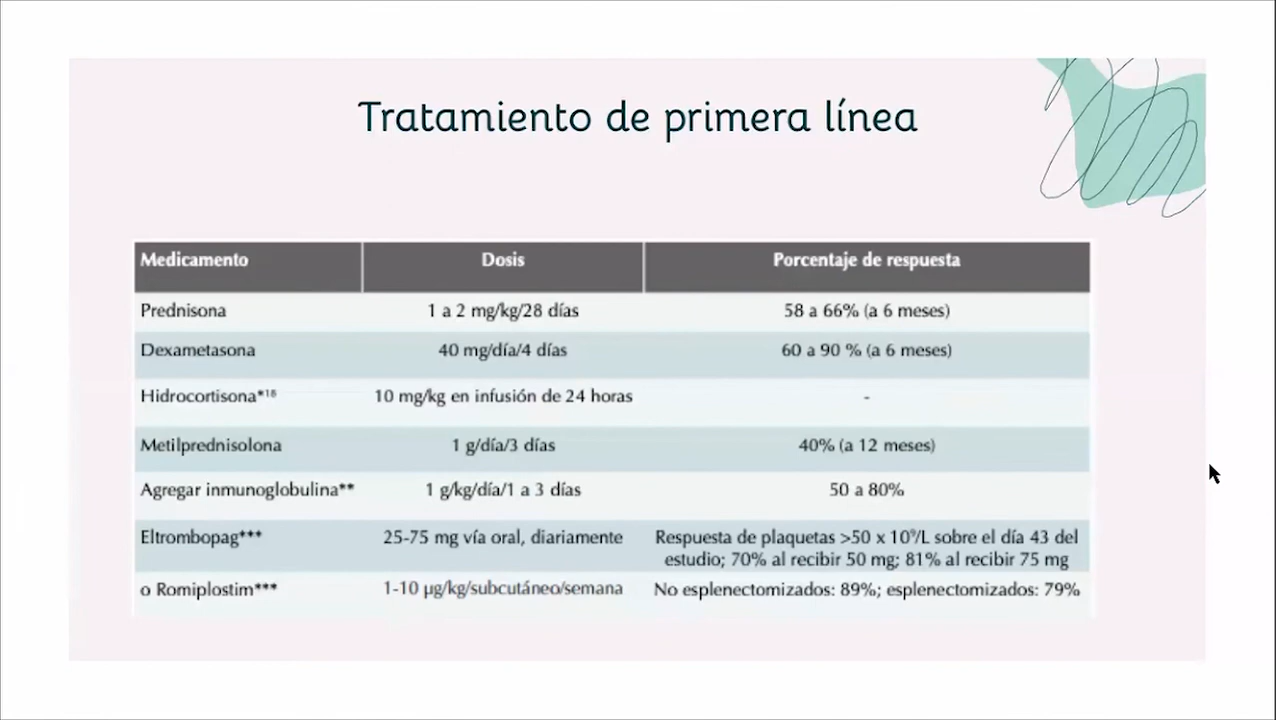 Tratamiento de primera línea
Medicamento Dosis Porcentaje de respuesta
Prednisona 1 a 2 mg/kg/28 días 58 a 66% (a 6 meses)
Dexametasona 40 mg/día/4 días 60 a 90 % (a 6 meses)
Hidrocortisona*¹⁸ 10 mg/kg en infusión de 24 horas -
Metilprednisolona 1 g/día/3 días 40% (a 12 meses)
Agregar inmunoglobulina** 1 g/kg/día/1 a 3 días 50 a 80%
Eltrombopag*** 25-75 mg vía oral, diariamente Respuesta de plaquetas >50 x 10⁹/L sobre el día 43 del
estudio; 70% al recibir 50 mg; 81% al recibir 75 mg
o Romiplostim*** 1-10 µg/kg/subcutáneo/semana No esplenectomizados: 89%; esplenectomizados: 79%